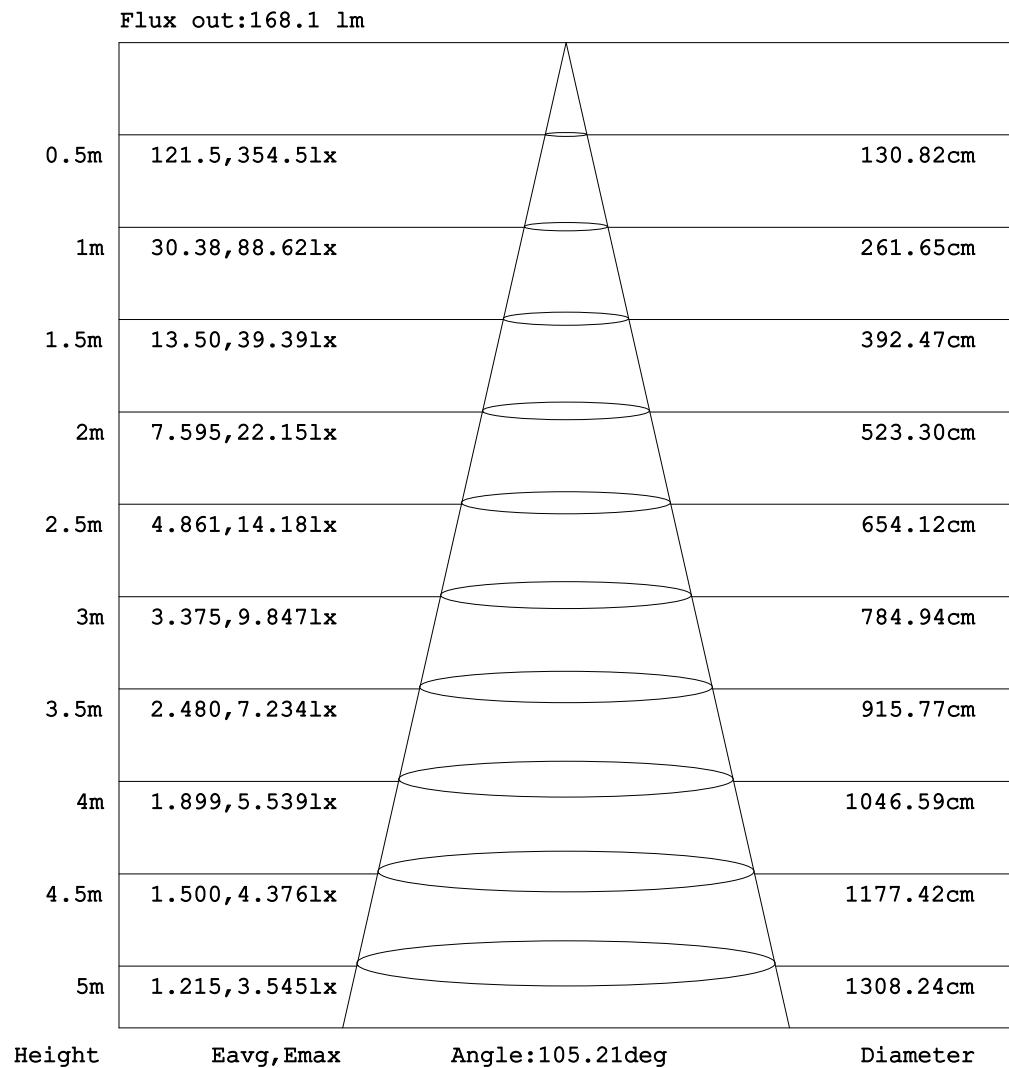 Flux out:168.1 lm
0.5m 121.5,354.5lx 130.82cm
1m 30.38,88.62lx 261.65cm
1.5m 13.50,39.39lx 392.47cm
2m 7.595,22.15lx 523.30cm
2.5m 4.861,14.18lx 654.12cm
3m 3.375,9.847lx 784.94cm
3.5m 2.480,7.234lx 915.77cm
4m 1.899,5.539lx 1046.59cm
4.5m 1.500,4.376lx 1177.42cm
5m 1.215,3.545lx 1308.24cm
Height Eavg,Emax Angle:105.21deg Diameter